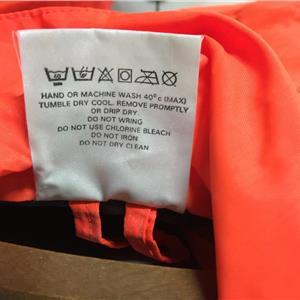 HAND OR MACHINE WASH 40°c (MAX)
TUMBLE DRY COOL. REMOVE PROMPTLY
OR DRIP DRY.
DO NOT WRING
DO NOT USE CHLORINE BLEACH
DO NOT IRON
DO NOT DRY CLEAN